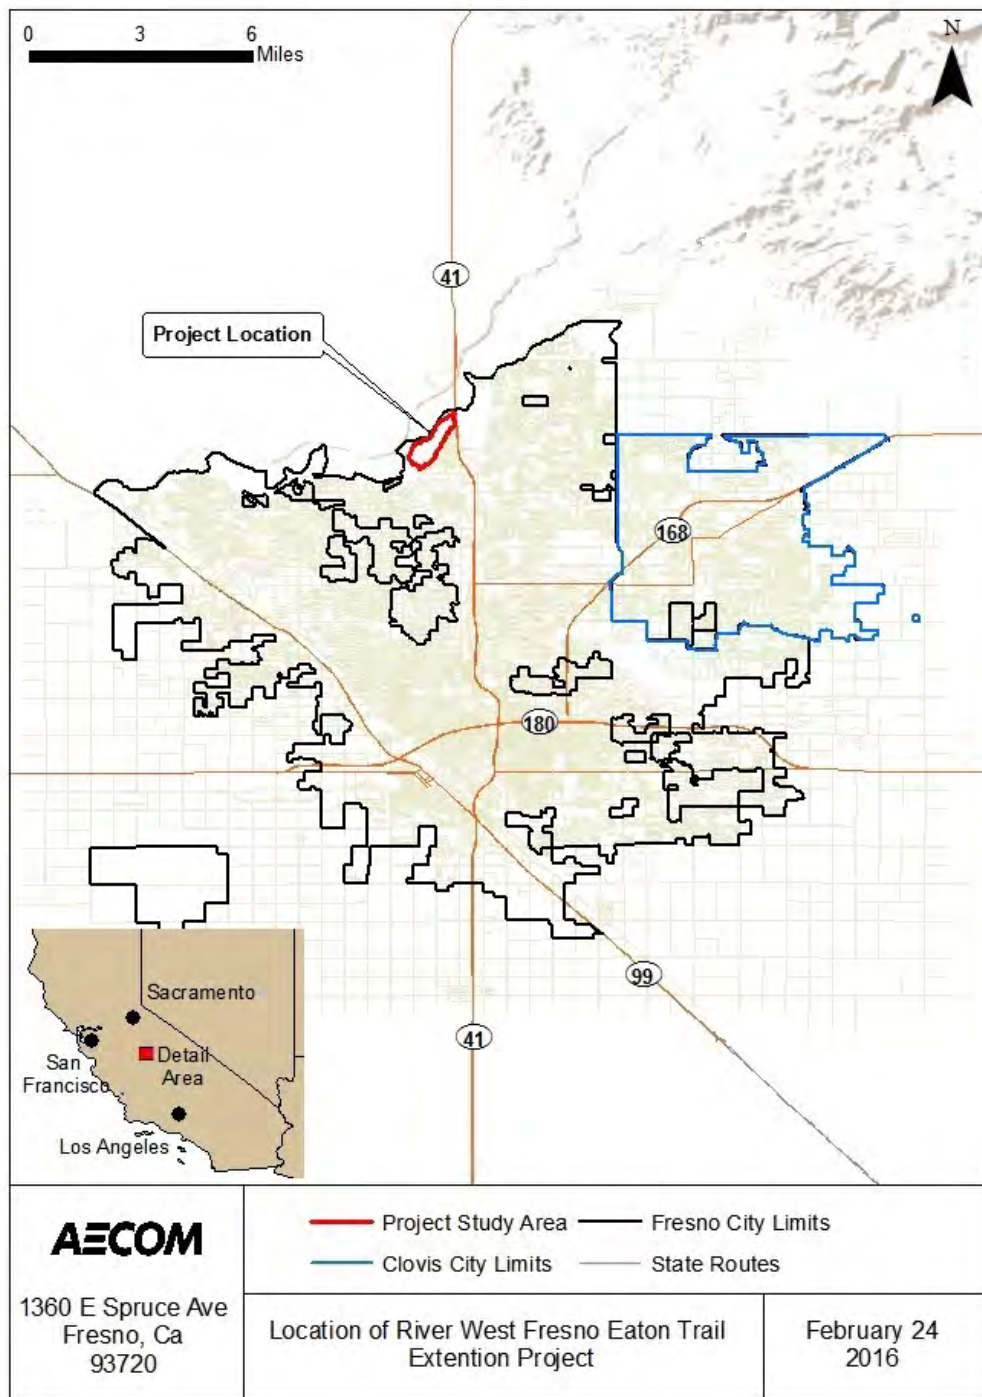 0 3 6
Miles
N
41
Project Location
168
180
99
41
Sacramento
San
Francisco
Detail
Area
Los Angeles
AECOM
1360 E Spruce Ave
Fresno, Ca
93720
Project Study Area
Fresno City Limits
Clovis City Limits
State Routes
Location of River West Fresno Eaton Trail
Extention Project
February 24
2016